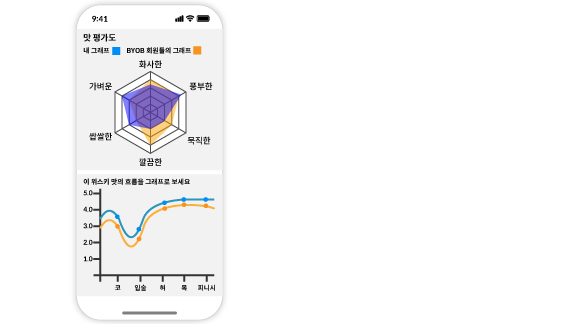 9:41
맛 평가도
내 그래프 BYOB 회원들의 그래프
화사한
가벼운 풍부한
쌉쌀한 묵직한
깔끔한
이 위스키 맛의 흐름을 그래프로 보세요
5.0
4.0
3.0
2.0
1.0
코 입술 혀 목 피니시